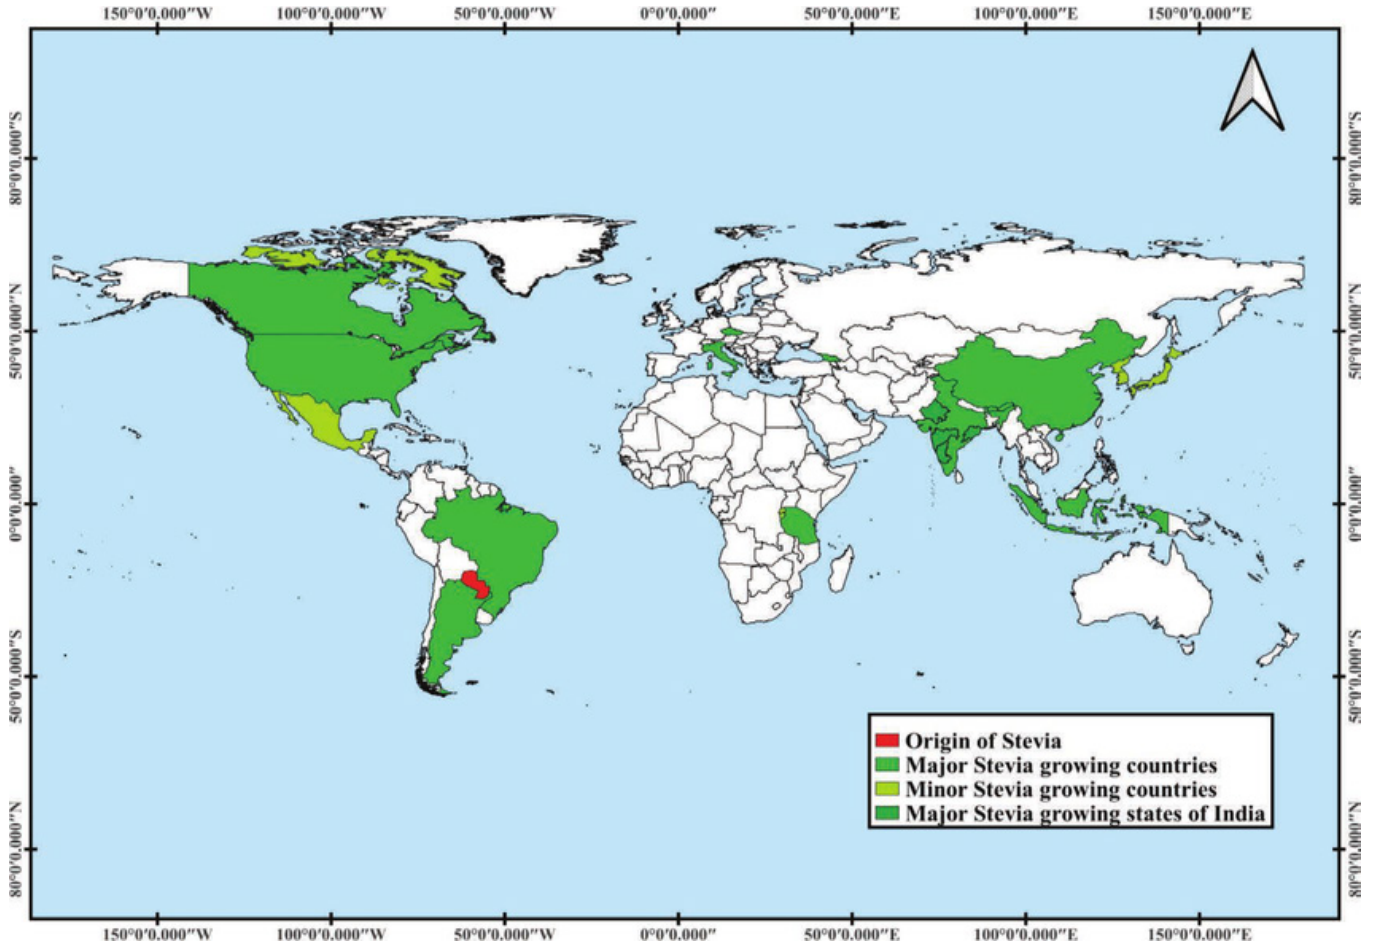 150°0'0.000"W 100°0'0.000"W 50°0'0.000"W 0°0'0.000" 50°0'0.000"E 100°0'0.000"E 150°0'0.000"E
80°0'0.000"S 80°0'0.000"S
50°0'0.000"N 50°0'0.000"N
0°0'0.000" 0°0'0.000"
50°0'0.000"S 50°0'0.000"S
Origin of Stevia
Major Stevia growing countries
Minor Stevia growing countries
Major Stevia growing states of India
80°0'0.000"N 80°0'0.000"N
150°0'0.000"W 100°0'0.000"W 50°0'0.000"W 0°0'0.000" 50°0'0.000"E 100°0'0.000"E 150°0'0.000"E